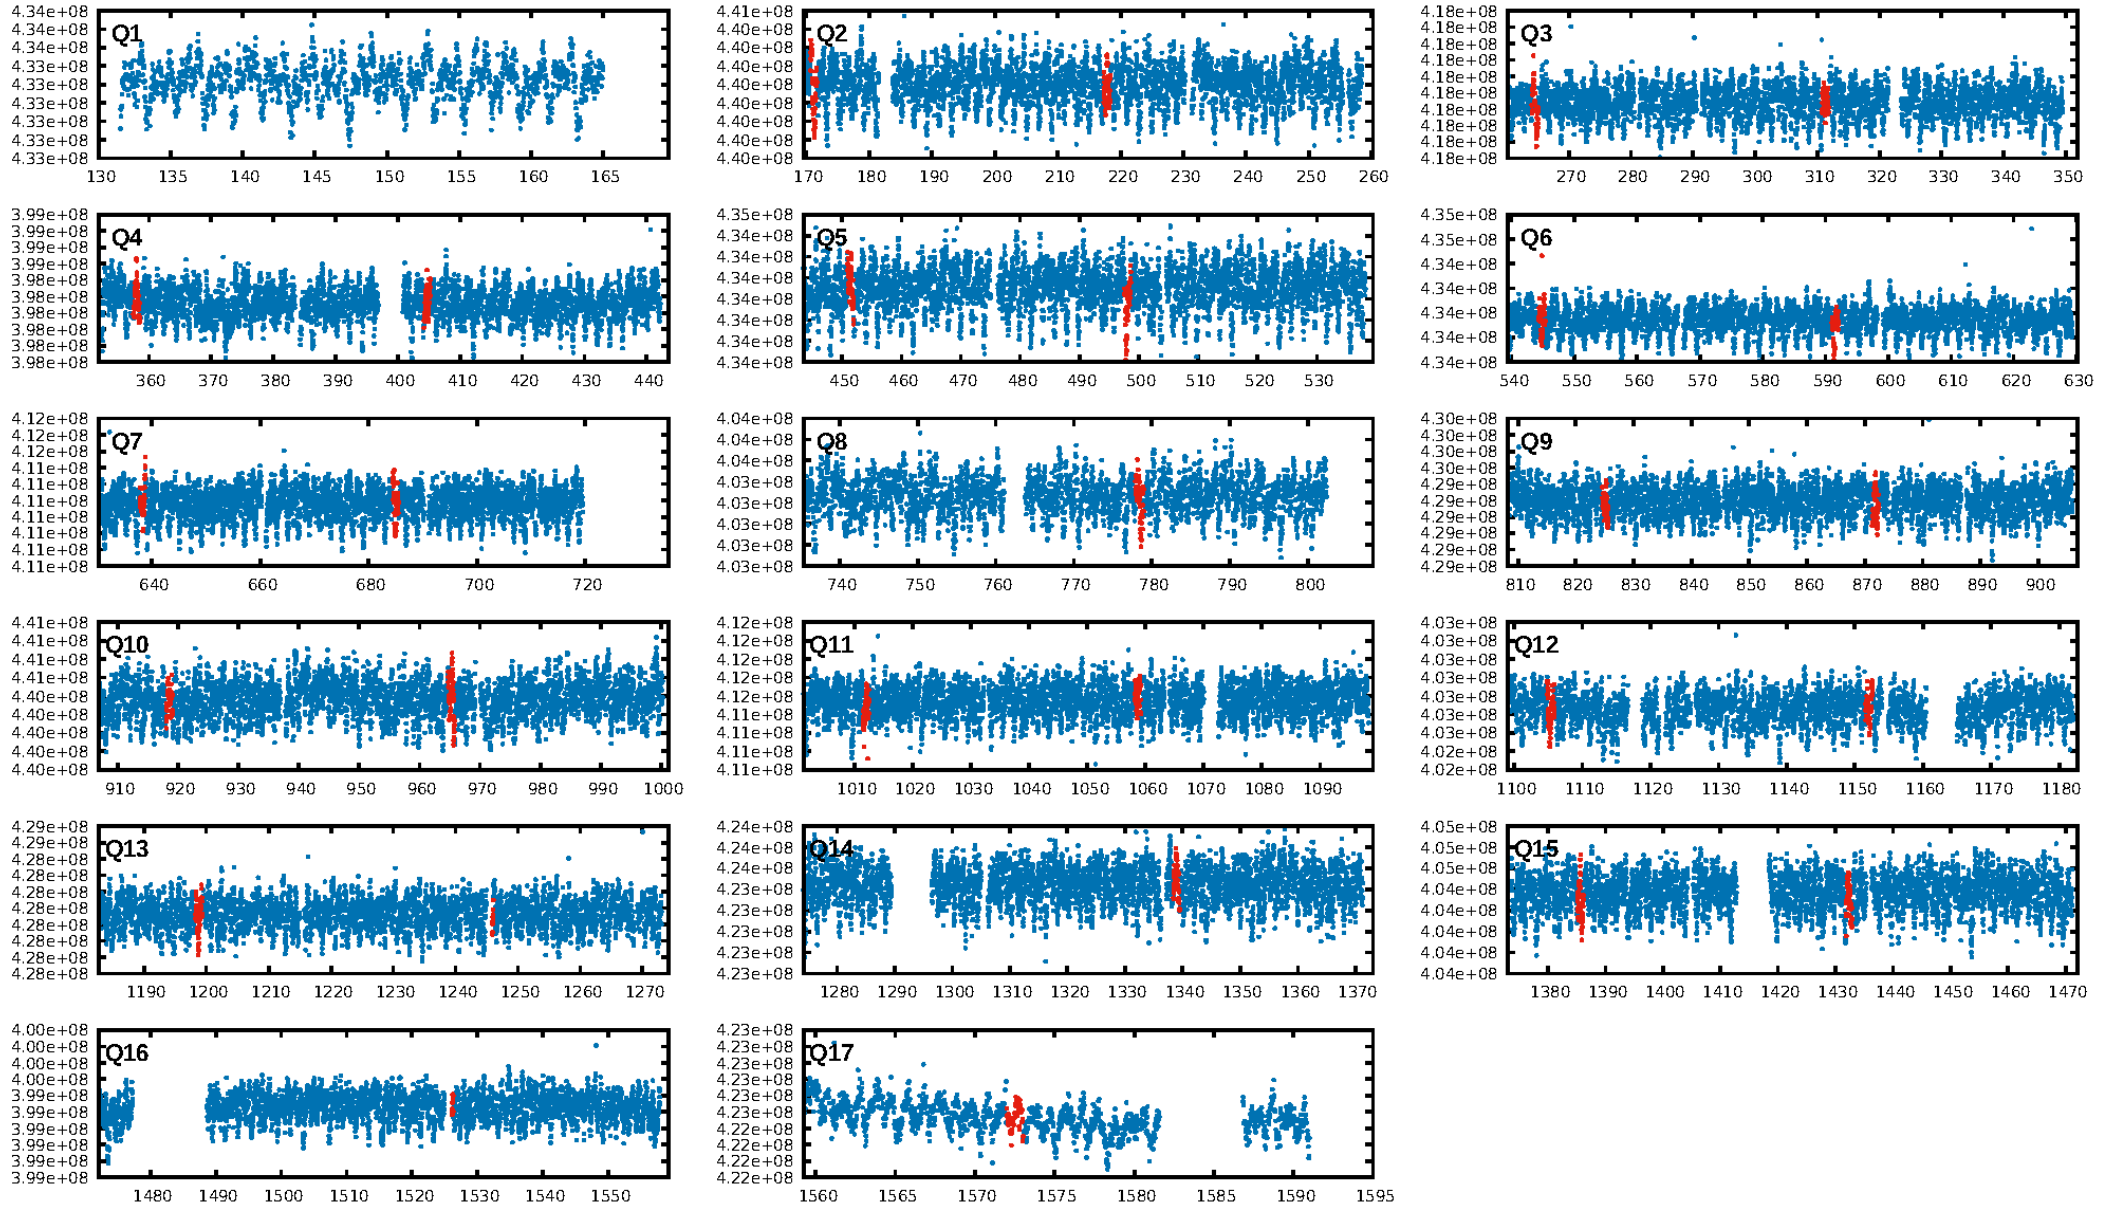 4.34e+08
4.34e+08
4.33e+08
4.33e+08
4.33e+08
4.33e+08
4.33e+08
4.33e+08
4.33e+08
Q1
130 135 140 145 150 155 160 165
4.41e+08
4.40e+08
4.40e+08
4.40e+08
4.40e+08
4.40e+08
4.40e+08
4.40e+08
4.40e+08
Q2
170 180 190 200 210 220 230 240 250 260
4.18e+08
4.18e+08
4.18e+08
4.18e+08
4.18e+08
4.18e+08
4.18e+08
4.18e+08
4.18e+08
4.18e+08
Q3
270 280 290 300 310 320 330 340 350
3.99e+08
3.99e+08
3.99e+08
3.99e+08
3.98e+08
3.98e+08
3.98e+08
3.98e+08
3.98e+08
3.98e+08
Q4
360 370 380 390 400 410 420 430 440
4.35e+08
4.34e+08
4.34e+08
4.34e+08
4.34e+08
4.34e+08
4.34e+08
4.34e+08
Q5
450 460 470 480 490 500 510 520 530
4.35e+08
4.35e+08
4.34e+08
4.34e+08
4.34e+08
4.34e+08
4.34e+08
Q6
540 550 560 570 580 590 600 610 620 630
4.12e+08
4.12e+08
4.12e+08
4.11e+08
4.11e+08
4.11e+08
4.11e+08
4.11e+08
4.11e+08
4.11e+08
Q7
640 660 680 700 720
4.04e+08
4.04e+08
4.04e+08
4.03e+08
4.03e+08
4.03e+08
4.03e+08
4.03e+08
Q8
740 750 760 770 780 790 800
4.30e+08
4.30e+08
4.30e+08
4.30e+08
4.29e+08
4.29e+08
4.29e+08
4.29e+08
4.29e+08
4.29e+08
Q9
810 820 830 840 850 860 870 880 890 900
4.41e+08
4.41e+08
4.41e+08
4.41e+08
4.40e+08
4.40e+08
4.40e+08
4.40e+08
4.40e+08
Q10
910 920 930 940 950 960 970 980 990 1000
4.12e+08
4.12e+08
4.12e+08
4.12e+08
4.12e+08
4.11e+08
4.11e+08
4.11e+08
4.11e+08
Q11
1010 1020 1030 1040 1050 1060 1070 1080 1090
4.03e+08
4.03e+08
4.03e+08
4.03e+08
4.03e+08
4.03e+08
4.03e+08
4.02e+08
4.02e+08
Q12
1100 1110 1120 1130 1140 1150 1160 1170 1180
4.29e+08
4.29e+08
4.28e+08
4.28e+08
4.28e+08
4.28e+08
4.28e+08
4.28e+08
4.28e+08
4.28e+08
Q13
1190 1200 1210 1220 1230 1240 1250 1260 1270
4.24e+08
4.24e+08
4.24e+08
4.23e+08
4.23e+08
4.23e+08
4.23e+08
4.23e+08
Q14
1280 1290 1300 1310 1320 1330 1340 1350 1360 1370
4.05e+08
4.05e+08
4.05e+08
4.04e+08
4.04e+08
4.04e+08
4.04e+08
4.04e+08
Q15
1380 1390 1400 1410 1420 1430 1440 1450 1460 1470
4.00e+08
4.00e+08
4.00e+08
4.00e+08
3.99e+08
3.99e+08
3.99e+08
3.99e+08
3.99e+08
3.99e+08
Q16
1480 1490 1500 1510 1520 1530 1540 1550
4.23e+08
4.23e+08
4.23e+08
4.23e+08
4.23e+08
4.23e+08
4.22e+08
4.22e+08
4.22e+08
4.22e+08
Q17
1560 1565 1570 1575 1580 1585 1590 1595